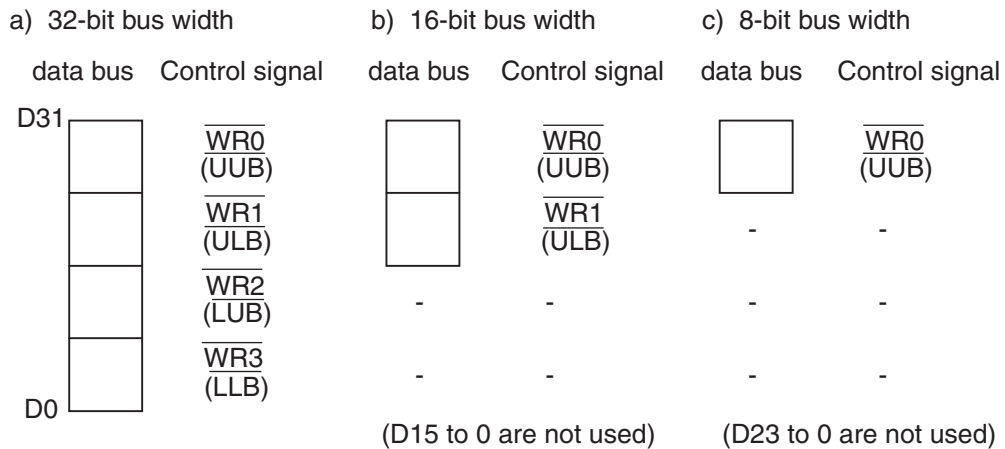 a) 32-bit bus width b) 16-bit bus width c) 8-bit bus width
data bus Control signal data bus Control signal data bus Control signal
D31
WR0 WR0 WR0
(UUB) (UUB) (UUB)
WR1 WR1 - -
(ULB) (ULB)
WR2 - - - -
(LUB)
WR3 - - - -
(LLB)
D0
(D15 to 0 are not used) (D23 to 0 are not used)